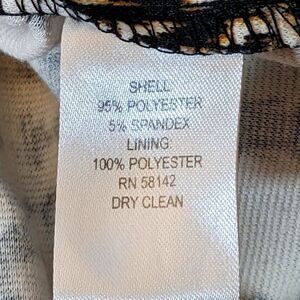 SHELL:
95% POLYESTER
5% SPANDEX
LINING:
100% POLYESTER
RN 58142
DRY CLEAN